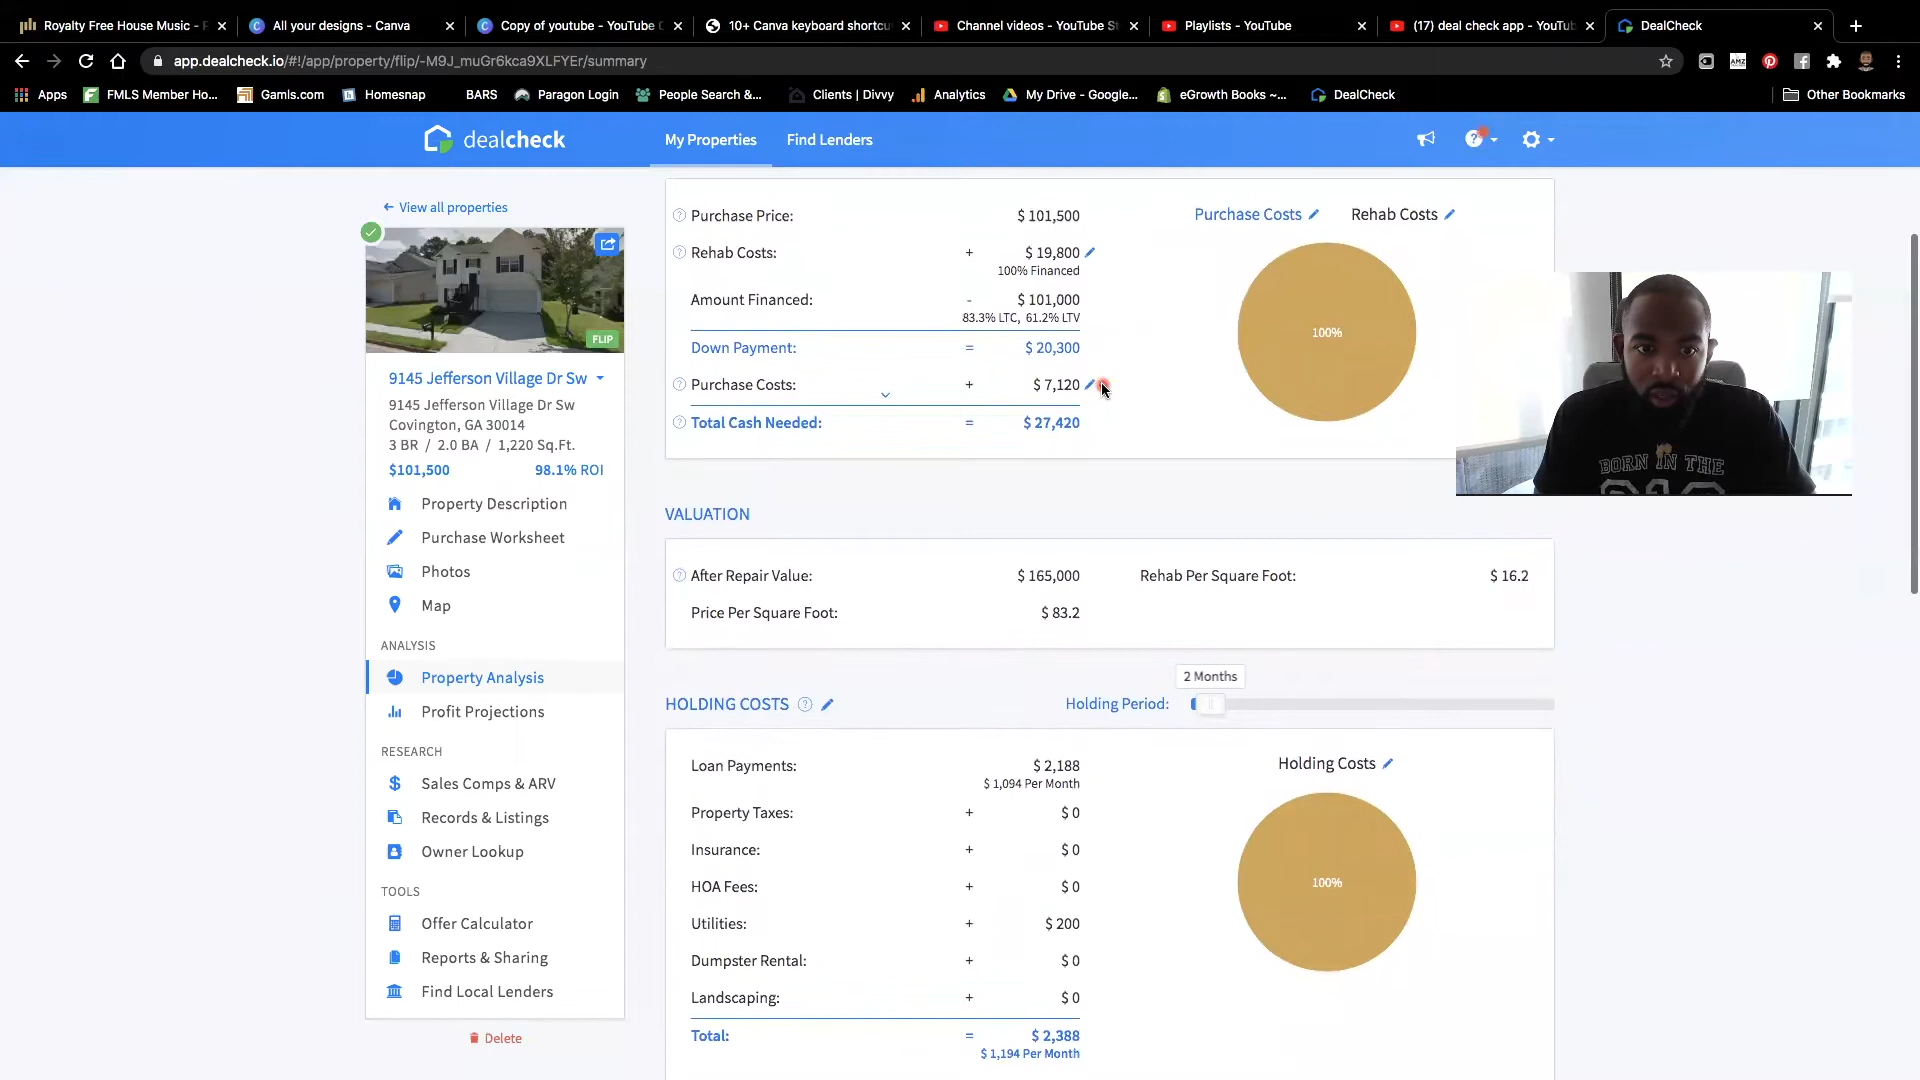 Royalty Free House Music - F
All your designs - Canva
Copy of youtube - YouTube C
10+ Canva keyboard shortcu
Channel videos - YouTube St
Playlists - YouTube
(17) deal check app - YouTub
DealCheck
app.dealcheck.io/#!/app/property/flip/-M9J_muGr6kca9XLFYEr/summary
Apps
FMLS Member Ho...
Gamls.com
Homesnap
BARS
Paragon Login
People Search &...
Clients | Divvy
Analytics
My Drive - Google...
eGrowth Books ~...
DealCheck
Other Bookmarks
dealcheck
My Properties
Find Lenders
View all properties
FLIP
9145 Jefferson Village Dr Sw
9145 Jefferson Village Dr Sw
Covington, GA 30014
3 BR / 2.0 BA / 1,220 Sq.Ft.
$101,500 98.1% ROI
Property Description
Purchase Worksheet
Photos
Map
ANALYSIS
Property Analysis
Profit Projections
RESEARCH
Sales Comps & ARV
Records & Listings
Owner Lookup
TOOLS
Offer Calculator
Reports & Sharing
Find Local Lenders
Delete
Purchase Price: $ 101,500
Rehab Costs: + $ 19,800
100% Financed
Amount Financed: - $ 101,000
83.3% LTC, 61.2% LTV
Down Payment: = $ 20,300
Purchase Costs: + $ 7,120
Total Cash Needed: = $ 27,420
Purchase Costs Rehab Costs
100%
BORN IN THE
VALUATION
After Repair Value: $ 165,000 Rehab Per Square Foot: $ 16.2
Price Per Square Foot: $ 83.2
2 Months
HOLDING COSTS Holding Period:
Loan Payments: $ 2,188
$ 1,094 Per Month
Property Taxes: + $ 0
Insurance: + $ 0
HOA Fees: + $ 0
Utilities: + $ 200
Dumpster Rental: + $ 0
Landscaping: + $ 0
Total: = $ 2,388
$ 1,194 Per Month
Holding Costs
100%